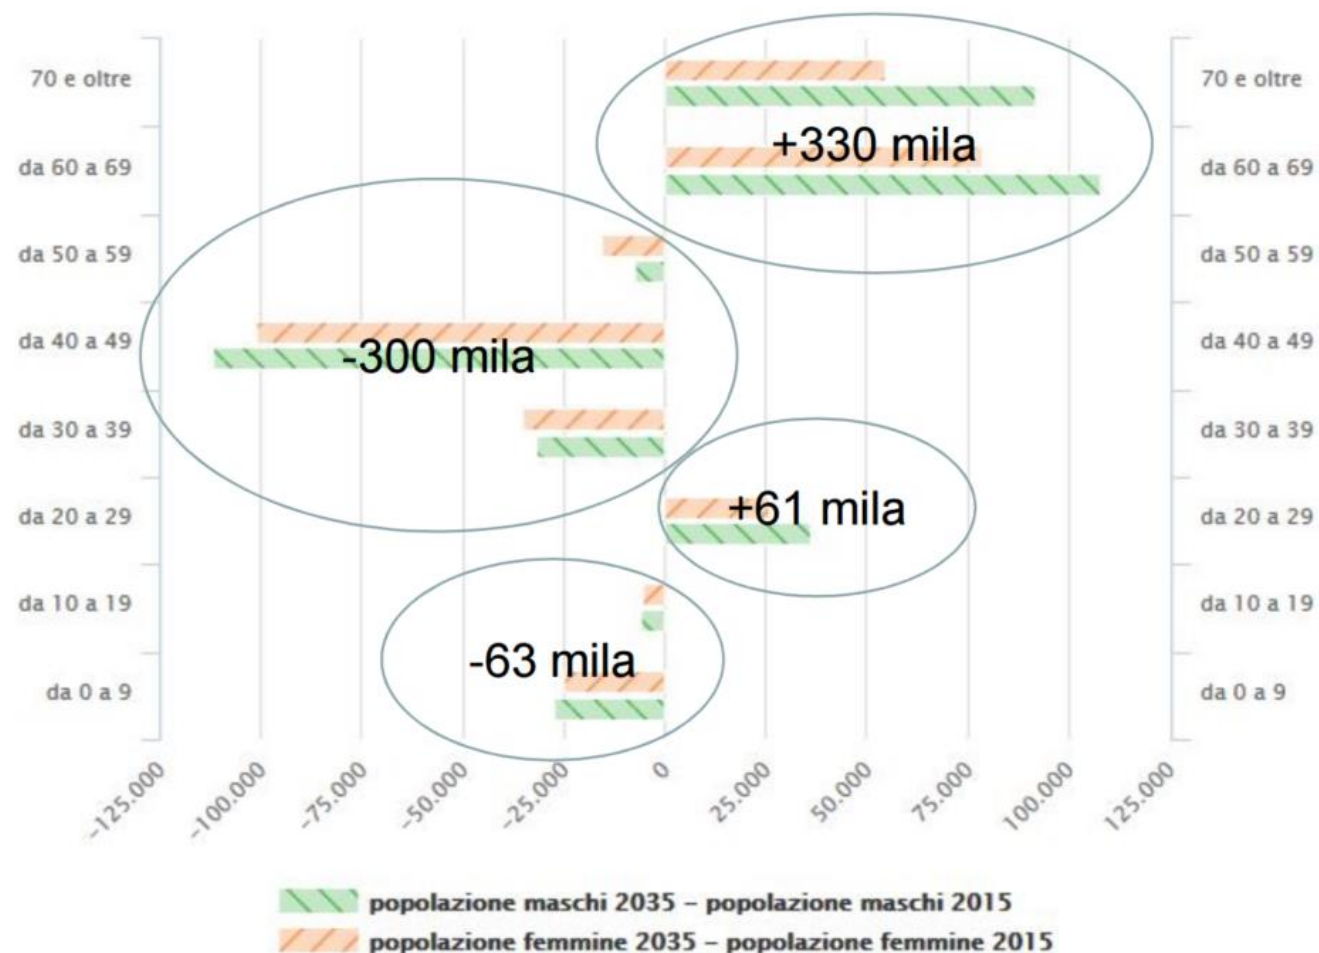 70 e oltre
70 e oltre
+330 mila
da 60 a 69
da 60 a 69
da 50 a 59
da 50 a 59
da 40 a 49
-300 mila
da 40 a 49
da 30 a 39
da 30 a 39
da 20 a 29
+61 mila
da 20 a 29
da 10 a 19
da 10 a 19
-63 mila
da 0 a 9
da 0 a 9
-125.000
-100.000
-75.000
-50.000
-25.000
0
25.000
50.000
75.000
100.000
125.000
popolazione maschi 2035 – popolazione maschi 2015
popolazione femmine 2035 – popolazione femmine 2015